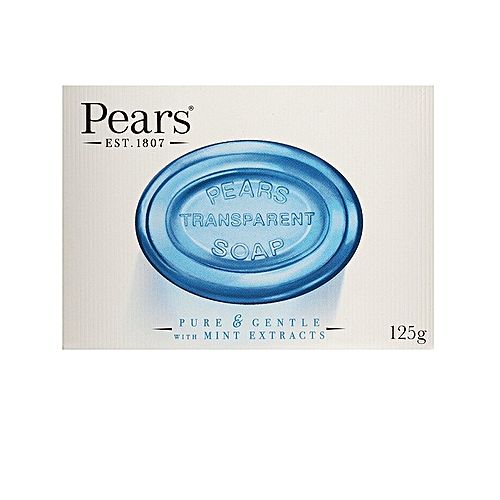 Pears®
EST. 1807
PEARS
TRANSPARENT
SOAP
PURE & GENTLE
WITH MINT EXTRACTS
125g